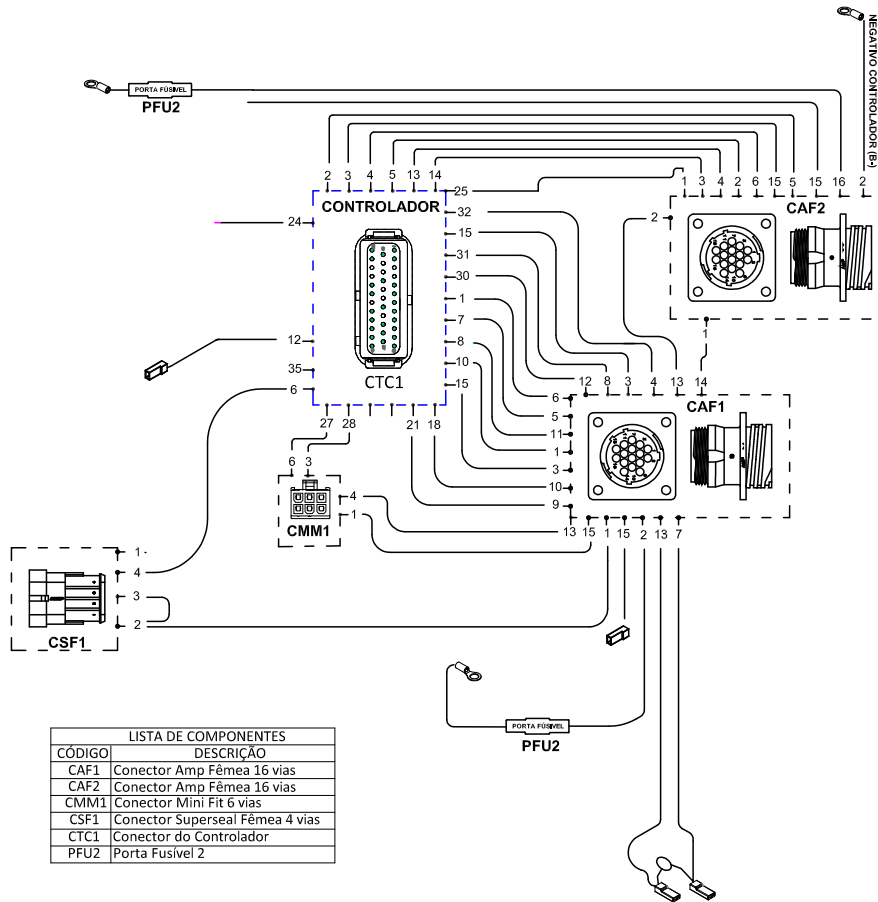 NEGATIVO CONTROLADOR (B-)
PORTA FÚSIVEL
PFU2
2 3 4 5 13 14
1 3 4 2 6 15 5 15 16 2
25
CONTROLADOR
CAF2
24
32
2
15
31
30
1
1
7
12
8
35
10
CTC1
15
6
12 8 3 4 13 14
CAF1
27 28 21 18
6
5
11
1
3
10
9
6 3
4
1
CMM1
13 15 1 15 2 13 7
1
4
3
2
CSF1
PORTA FÚSIVEL
PFU2
LISTA DE COMPONENTES
CÓDIGO DESCRIÇÃO
CAF1 Conector Amp Fêmea 16 vias
CAF2 Conector Amp Fêmea 16 vias
CMM1 Conector Mini Fit 6 vias
CSF1 Conector Superseal Fêmea 4 vias
CTC1 Conector do Controlador
PFU2 Porta Fusível 2